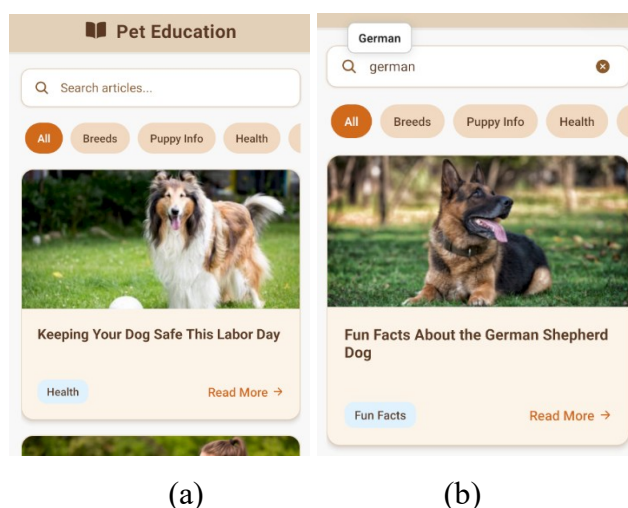 Pet Education
Search articles...
All Breeds Puppy Info Health
Keeping Your Dog Safe This Labor Day
Health Read More →
(a)
German
german
All Breeds Puppy Info Health
Fun Facts About the German Shepherd
Dog
Fun Facts Read More →
(b)